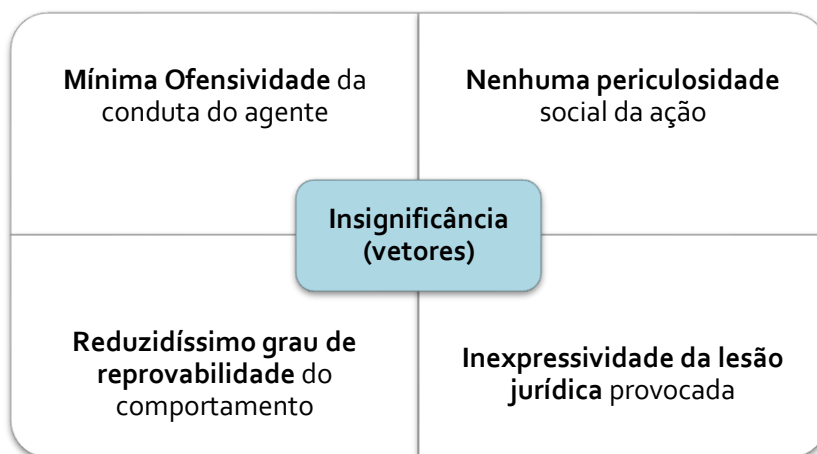 Mínima Ofensividade da
conduta do agente
Nenhuma periculosidade
social da ação
Insignificância
(vetores)
Reduzidíssimo grau de
reprovabilidade do
comportamento
Inexpressividade da lesão
jurídica provocada